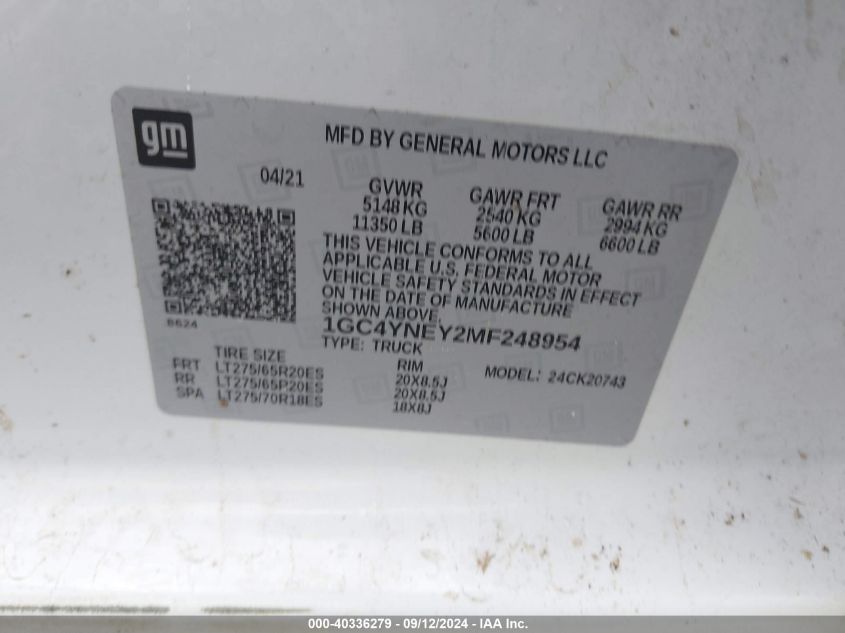 gm
MFD BY GENERAL MOTORS LLC
04/21
GVWR GAWR FRT GAWR RR
5148 KG 2540 KG 2994 KG
11350 LB 5600 LB 6600 LB
THIS VEHICLE CONFORMS TO ALL
APPLICABLE U.S. FEDERAL MOTOR
VEHICLE SAFETY STANDARDS IN EFFECT
ON THE DATE OF MANUFACTURE
SHOWN ABOVE.
8624
1GC4YNEY2MF248954
TYPE: TRUCK
MODEL: 24CK20743
TIRE SIZE RIM
FRT LT275/65R20ES 20X8.5J
RR LT275/65R20ES 20X8.5J
SPA LT275/70R18ES 18X8J
000-40336279 - 09/12/2024 - IAA Inc.